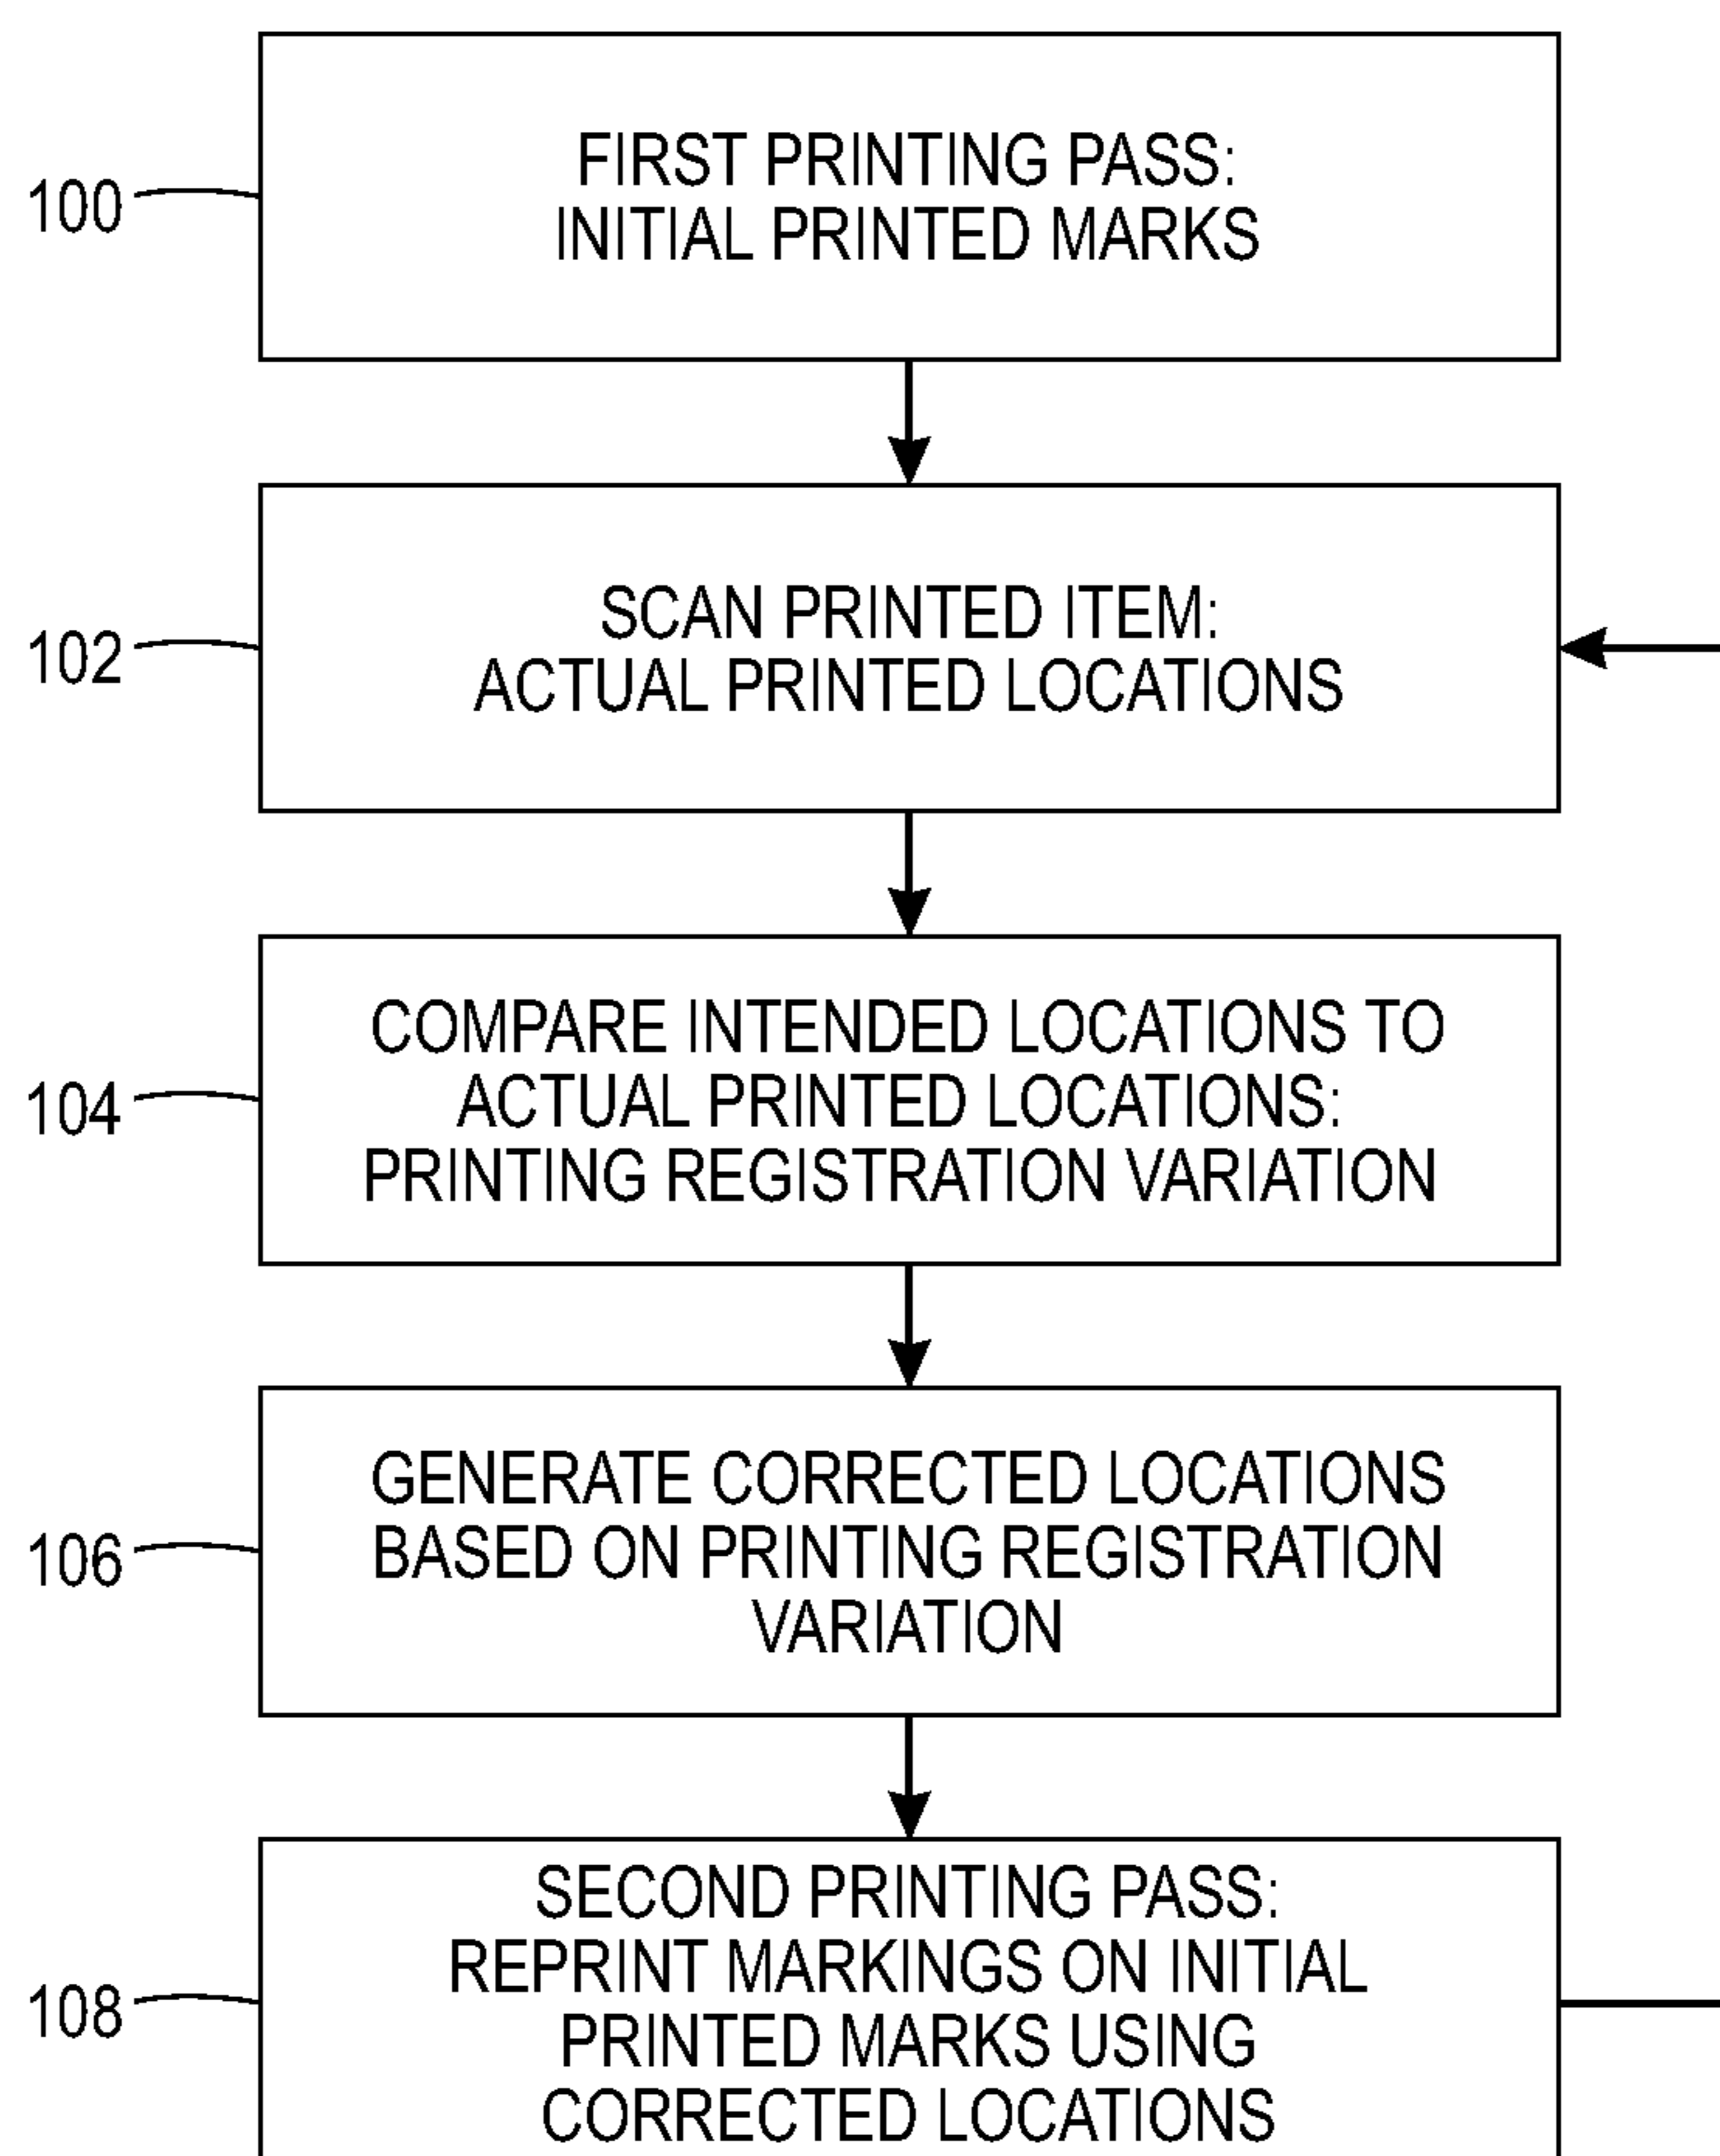 100
FIRST PRINTING PASS:
INITIAL PRINTED MARKS
102
SCAN PRINTED ITEM:
ACTUAL PRINTED LOCATIONS
104
COMPARE INTENDED LOCATIONS TO
ACTUAL PRINTED LOCATIONS:
PRINTING REGISTRATION VARIATION
106
GENERATE CORRECTED LOCATIONS
BASED ON PRINTING REGISTRATION
VARIATION
108
SECOND PRINTING PASS:
REPRINT MARKINGS ON INITIAL
PRINTED MARKS USING
CORRECTED LOCATIONS